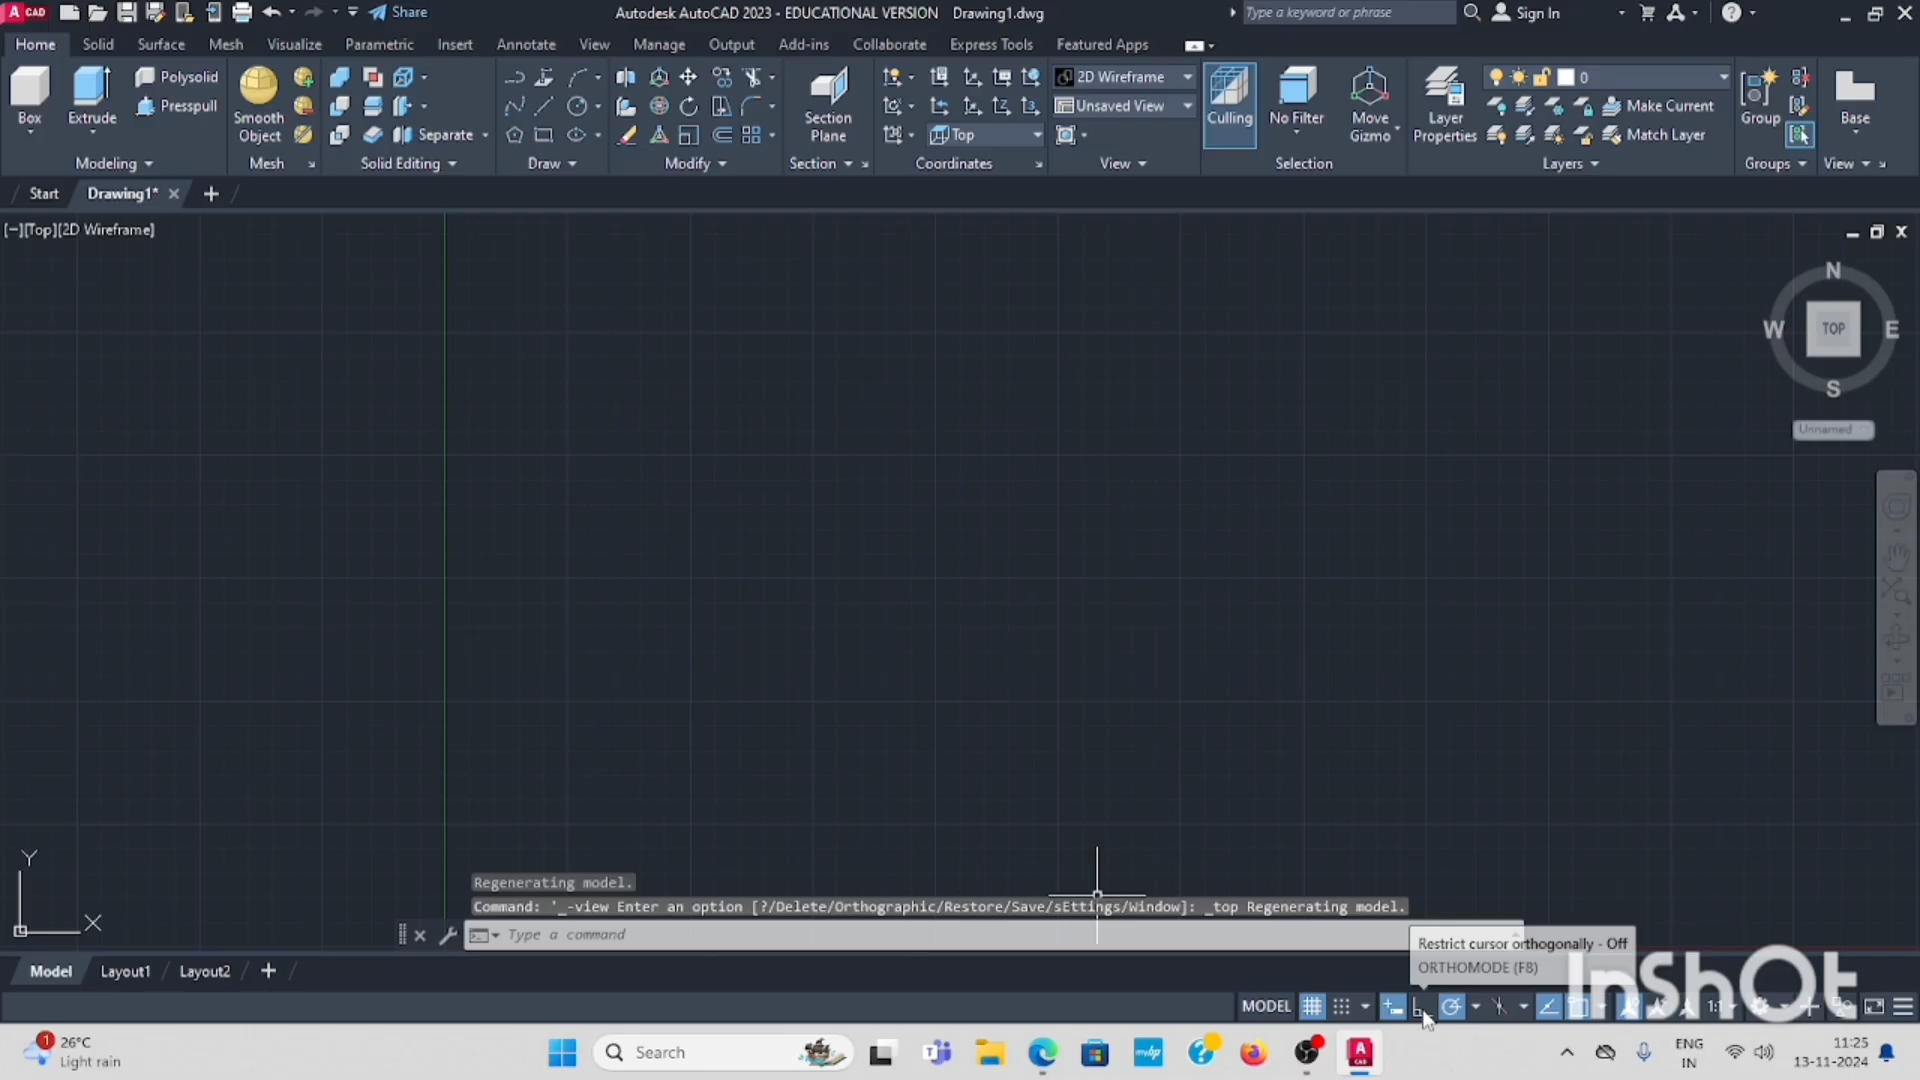 A CAD
Share
Autodesk AutoCAD 2023 - EDUCATIONAL VERSION Drawing1.dwg
Type a keyword or phrase
Sign In
Home Solid Surface Mesh Visualize Parametric Insert Annotate View Manage Output Add-ins Collaborate Express Tools Featured Apps
Box
Extrude
Polysolid
Presspull
Smooth Object
Separate
Section Plane
Top
2D Wireframe
Unsaved View
Culling
No Filter
Move Gizmo
Layer Properties
0
Make Current
Match Layer
Group
Base
Modeling Mesh Solid Editing Draw Modify Section Coordinates View Selection Layers Groups View
Start Drawing1*
[−][Top][2D Wireframe]
N
W TOP E
S
Unnamed
Y
X
Regenerating model.
Command: '_-view Enter an option [?/Delete/Orthographic/Restore/Save/sEttings/Window]: _top Regenerating model.
Type a command
Restrict cursor orthogonally - Off
ORTHOMODE (F8)
InShOt
Model Layout1 Layout2
MODEL
1:1
1
26°C
Light rain
Search
ENG
IN
11:25
13-11-2024